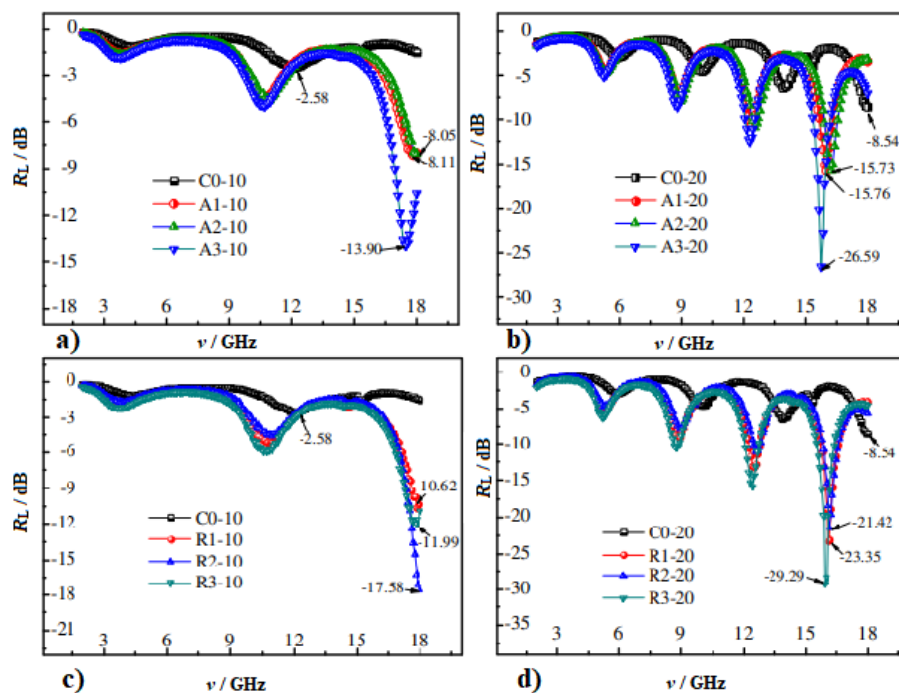 0
-3
-6
-9
-12
-15
-18
R_L / dB
-2.58
-8.05
-8.11
-13.90
C0-10
A1-10
A2-10
A3-10
3 6 9 12 15 18
a)
ν / GHz
0
-5
-10
-15
-20
-25
-30
R_L / dB
-8.54
-15.73
-15.76
-26.59
C0-20
A1-20
A2-20
A3-20
3 6 9 12 15 18
b)
ν / GHz
0
-3
-6
-9
-12
-15
-18
-21
R_L / dB
-2.58
10.62
-11.99
-17.58
C0-10
R1-10
R2-10
R3-10
3 6 9 12 15 18
c)
ν / GHz
0
-5
-10
-15
-20
-25
-30
-35
R_L / dB
-8.54
-21.42
-23.35
-29.29
C0-20
R1-20
R2-20
R3-20
3 6 9 12 15 18
d)
ν / GHz